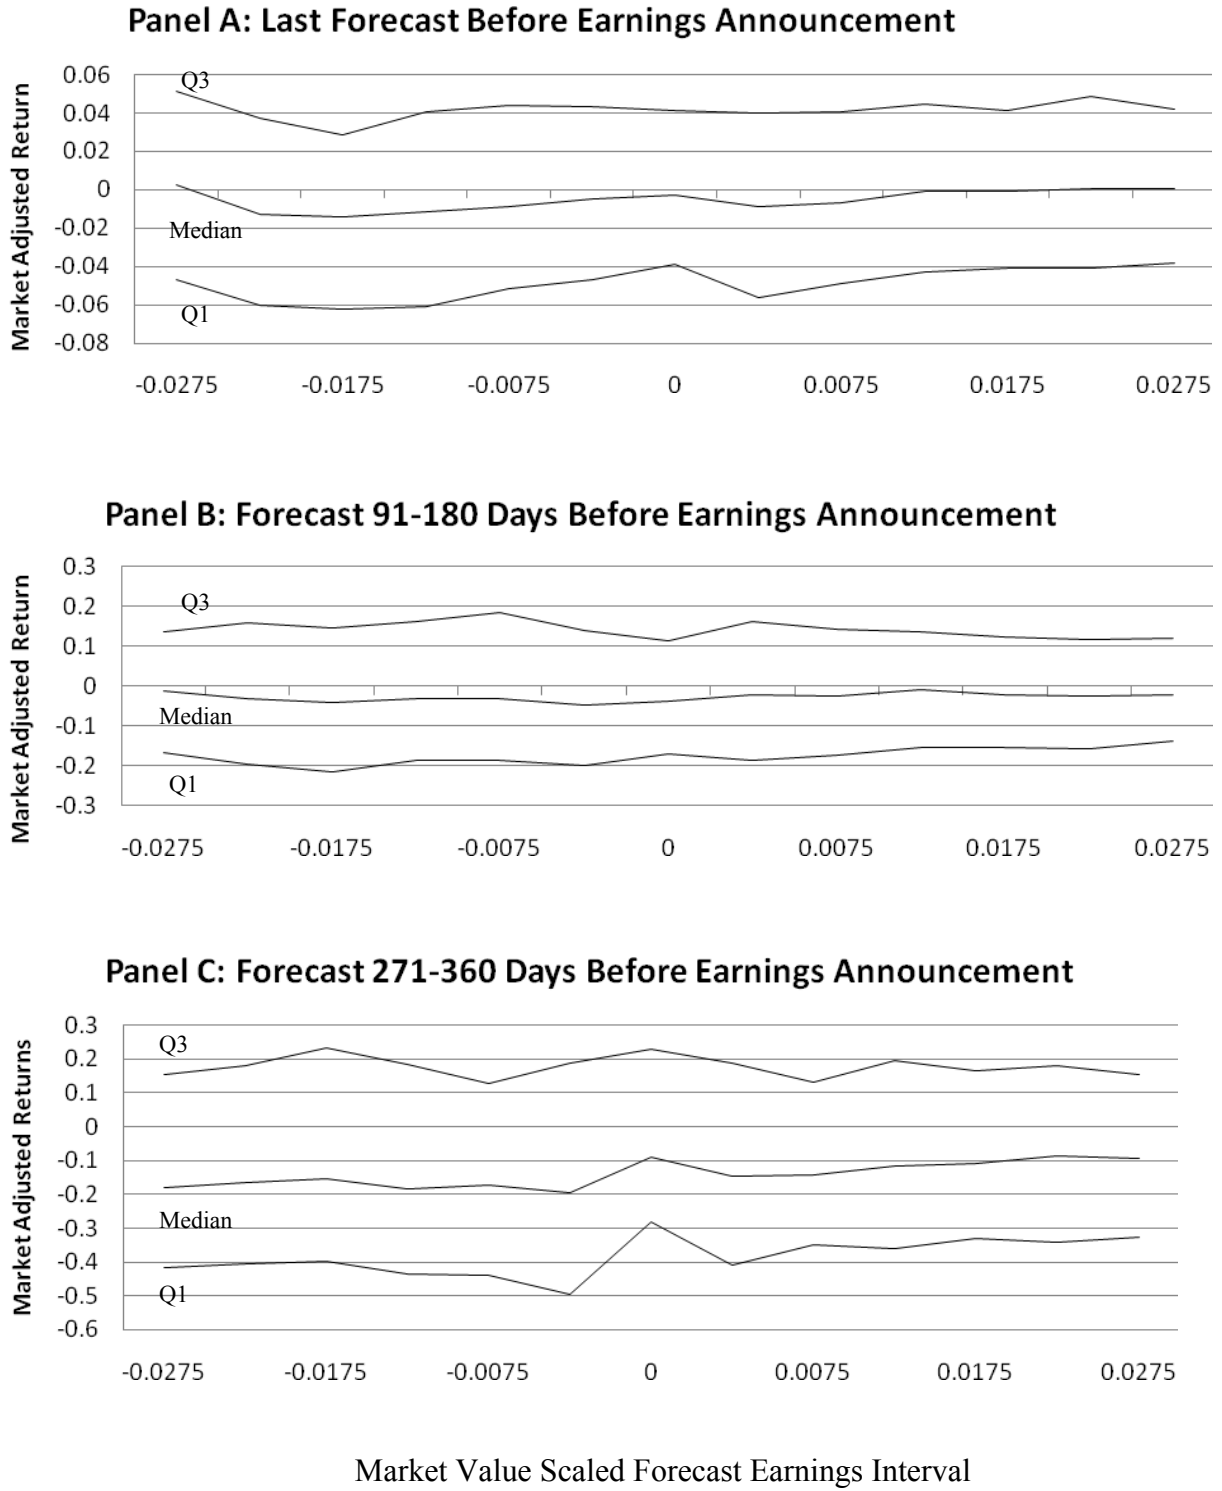 Panel A: Last Forecast Before Earnings Announcement
Market Adjusted Return
0.06
0.04
0.02
0
-0.02
-0.04
-0.06
-0.08
Q3
Median
Q1
-0.0275 -0.0175 -0.0075 0 0.0075 0.0175 0.0275
Panel B: Forecast 91-180 Days Before Earnings Announcement
Market Adjusted Return
0.3
0.2
0.1
0
-0.1
-0.2
-0.3
Q3
Median
Q1
-0.0275 -0.0175 -0.0075 0 0.0075 0.0175 0.0275
Panel C: Forecast 271-360 Days Before Earnings Announcement
Market Adjusted Returns
0.3
0.2
0.1
0
-0.1
-0.2
-0.3
-0.4
-0.5
-0.6
Q3
Median
Q1
-0.0275 -0.0175 -0.0075 0 0.0075 0.0175 0.0275
Market Value Scaled Forecast Earnings Interval